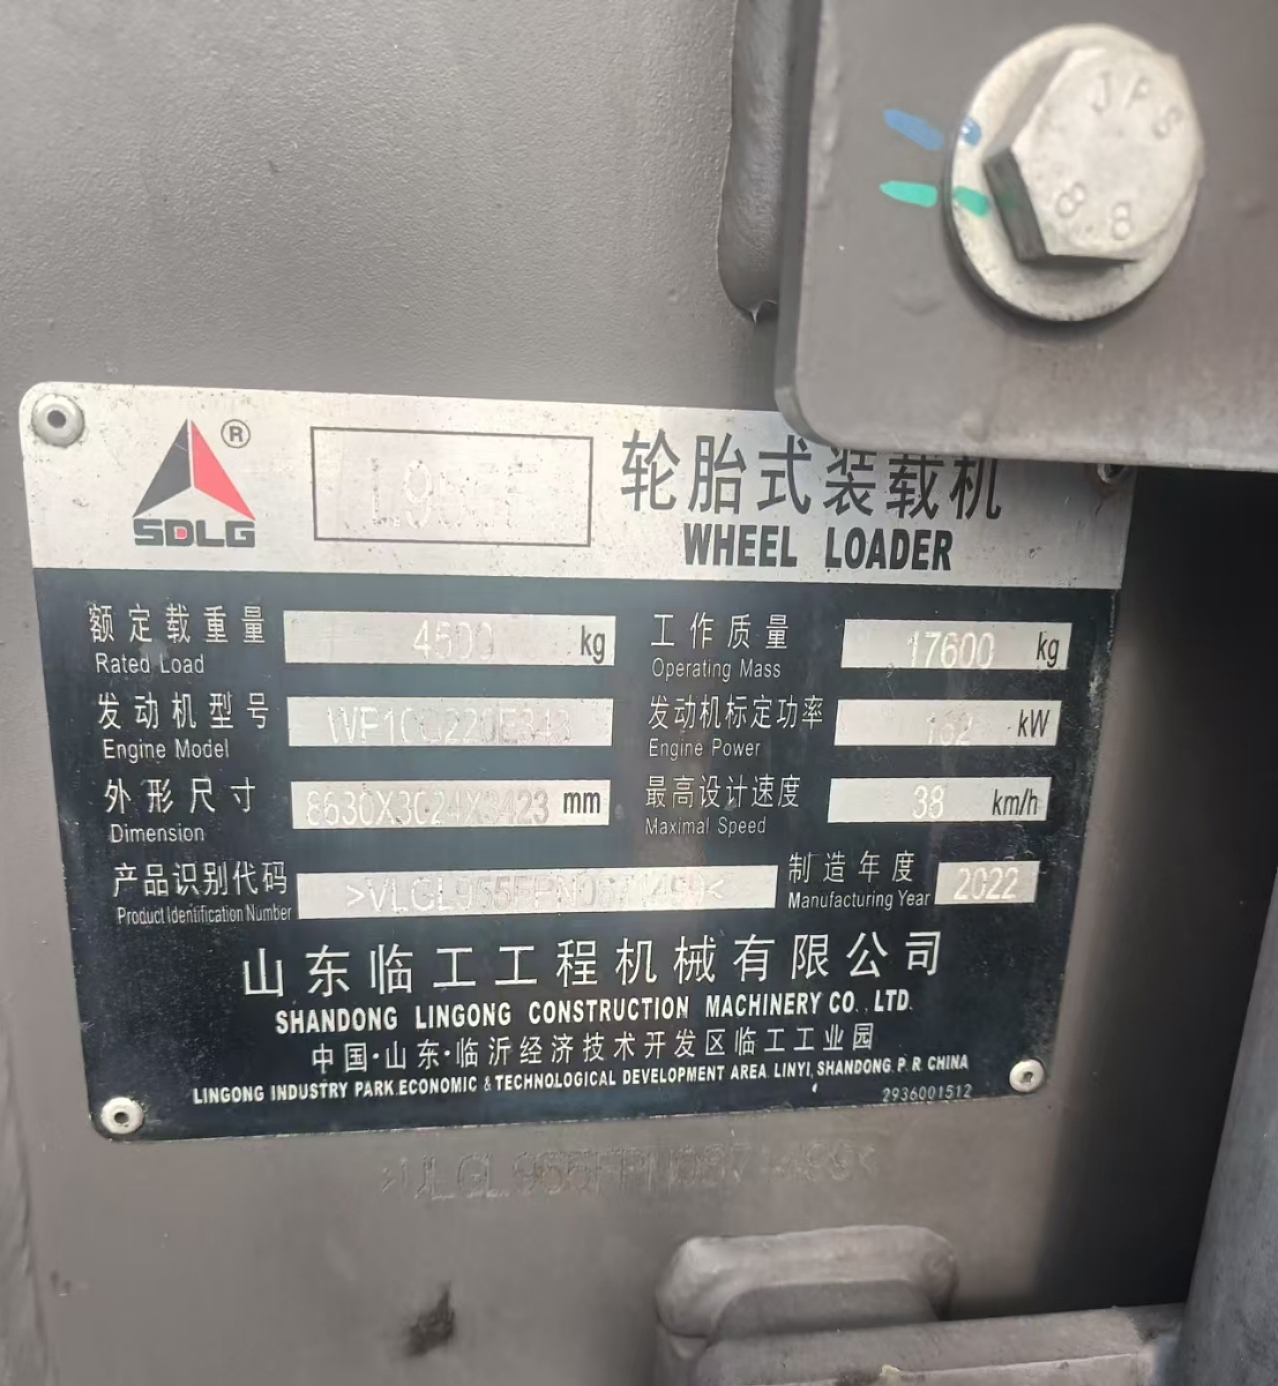 JPS
8.8
SDLG ®
轮胎式装载机
WHEEL LOADER
额定载重量 4500 kg
Rated Load
工作质量 17600 kg
Operating Mass
发动机型号
Engine Model
发动机标定功率 162 kW
Engine Power
外形尺寸 8630X3024X3423 mm
Dimension
最高设计速度 38 km/h
Maximal Speed
产品识别代码
Product Identification Number
制造年度 2022
Manufacturing Year
山东临工工程机械有限公司
SHANDONG LINGONG CONSTRUCTION MACHINERY CO., LTD.
中国·山东·临沂经济技术开发区临工工业园
LINGONG INDUSTRY PARK.ECONOMIC & TECHNOLOGICAL DEVELOPMENT AREA. LINYI, SHANDONG. P. R. CHINA
2936001512